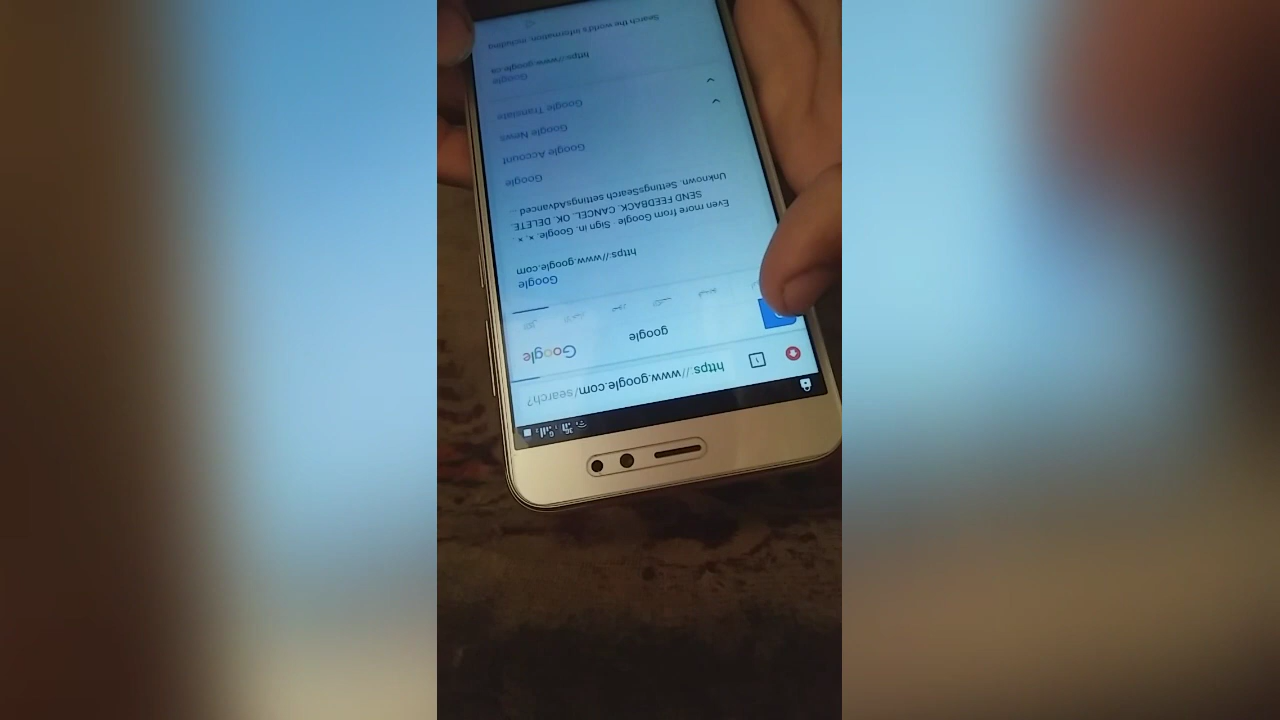 3G
G
https://www.google.com/search?
1
Google
google
Google
https://www.google.com
Even more from Google. Sign in. Google. ×. ×.
SEND FEEDBACK. CANCEL. OK. DELETE.
Unknown. SettingsSearch settingsAdvanced
Google
Google Account
Google News
Google Translate
Google
https://www.google.ca
Search the world's information, including